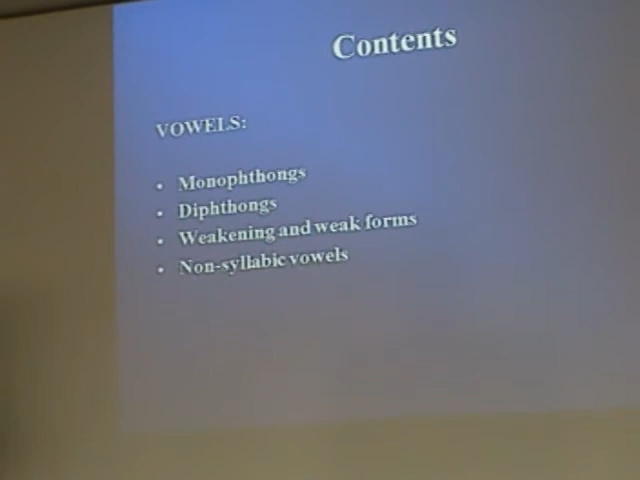 Contents
VOWELS:
• Monophthongs
• Diphthongs
• Weakening and weak forms
• Non-syllabic vowels